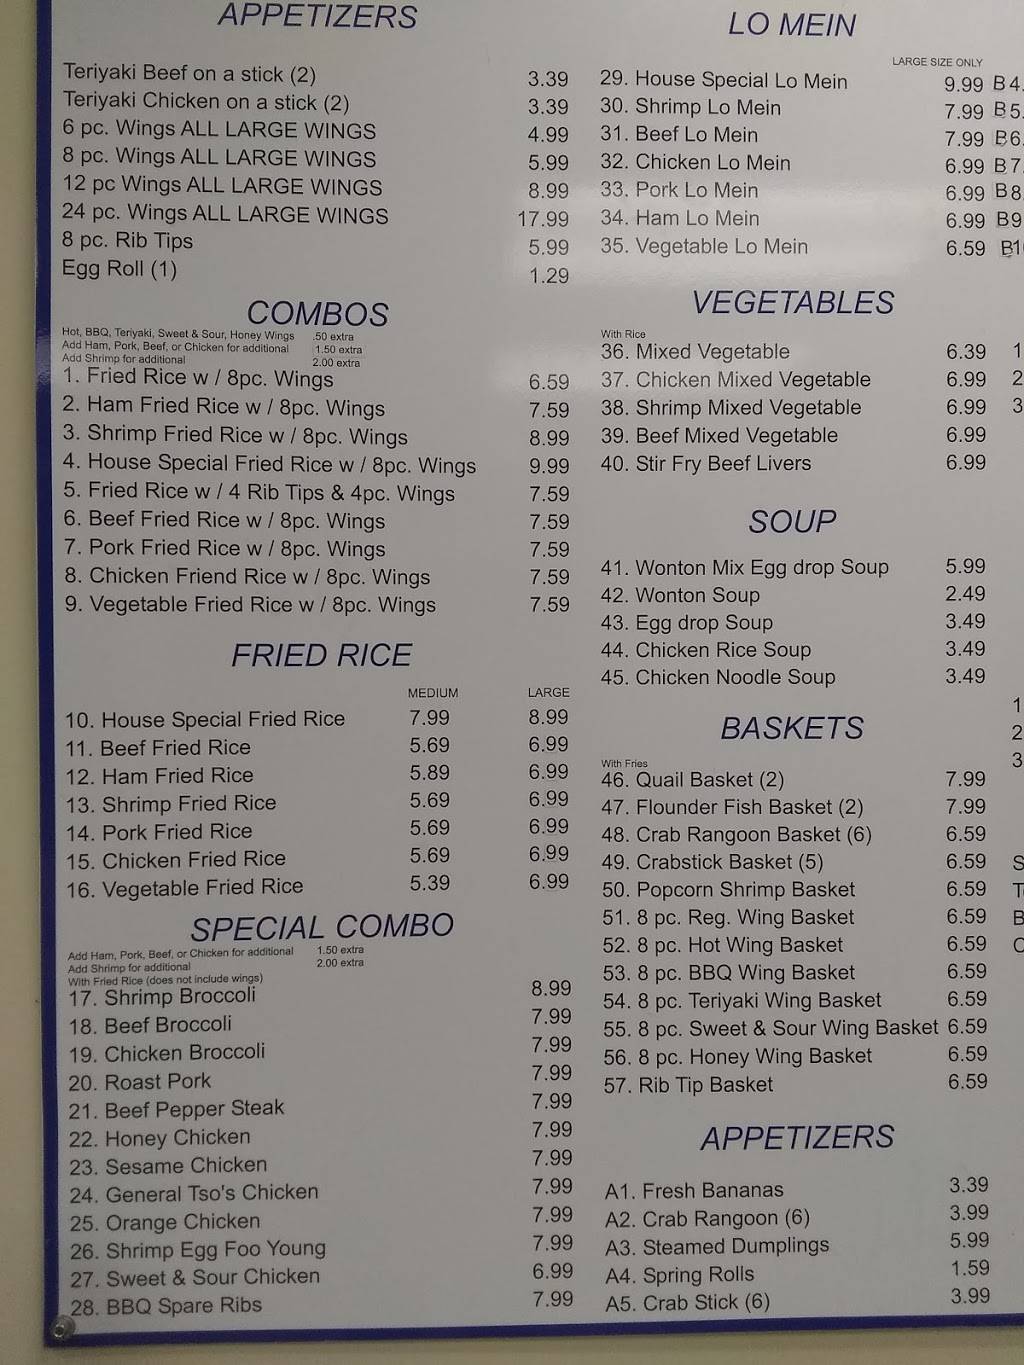 APPETIZERS
Teriyaki Beef on a stick (2) 3.39
Teriyaki Chicken on a stick (2) 3.39
6 pc. Wings ALL LARGE WINGS 4.99
8 pc. Wings ALL LARGE WINGS 5.99
12 pc Wings ALL LARGE WINGS 8.99
24 pc. Wings ALL LARGE WINGS 17.99
8 pc. Rib Tips 5.99
Egg Roll (1) 1.29
COMBOS
Hot, BBQ, Teriyaki, Sweet & Sour, Honey Wings .50 extra
Add Ham, Pork, Beef, or Chicken for additional 1.50 extra
Add Shrimp for additional 2.00 extra
1. Fried Rice w / 8pc. Wings 6.59
2. Ham Fried Rice w / 8pc. Wings 7.59
3. Shrimp Fried Rice w / 8pc. Wings 8.99
4. House Special Fried Rice w / 8pc. Wings 9.99
5. Fried Rice w / 4 Rib Tips & 4pc. Wings 7.59
6. Beef Fried Rice w / 8pc. Wings 7.59
7. Pork Fried Rice w / 8pc. Wings 7.59
8. Chicken Friend Rice w / 8pc. Wings 7.59
9. Vegetable Fried Rice w / 8pc. Wings 7.59
FRIED RICE
MEDIUM LARGE
10. House Special Fried Rice 7.99 8.99
11. Beef Fried Rice 5.69 6.99
12. Ham Fried Rice 5.89 6.99
13. Shrimp Fried Rice 5.69 6.99
14. Pork Fried Rice 5.69 6.99
15. Chicken Fried Rice 5.69 6.99
16. Vegetable Fried Rice 5.39 6.99
SPECIAL COMBO
Add Ham, Pork, Beef, or Chicken for additional 1.50 extra
Add Shrimp for additional 2.00 extra
With Fried Rice (does not include wings)
17. Shrimp Broccoli 8.99
18. Beef Broccoli 7.99
19. Chicken Broccoli 7.99
20. Roast Pork 7.99
21. Beef Pepper Steak 7.99
22. Honey Chicken 7.99
23. Sesame Chicken 7.99
24. General Tso's Chicken 7.99
25. Orange Chicken 7.99
26. Shrimp Egg Foo Young 7.99
27. Sweet & Sour Chicken 6.99
28. BBQ Spare Ribs 7.99
LO MEIN
LARGE SIZE ONLY
29. House Special Lo Mein 9.99
30. Shrimp Lo Mein 7.99
31. Beef Lo Mein 7.99
32. Chicken Lo Mein 6.99
33. Pork Lo Mein 6.99
34. Ham Lo Mein 6.99
35. Vegetable Lo Mein 6.59
VEGETABLES
With Rice
36. Mixed Vegetable 6.39
37. Chicken Mixed Vegetable 6.99
38. Shrimp Mixed Vegetable 6.99
39. Beef Mixed Vegetable 6.99
40. Stir Fry Beef Livers 6.99
SOUP
41. Wonton Mix Egg drop Soup 5.99
42. Wonton Soup 2.49
43. Egg drop Soup 3.49
44. Chicken Rice Soup 3.49
45. Chicken Noodle Soup 3.49
BASKETS
With Fries
46. Quail Basket (2) 7.99
47. Flounder Fish Basket (2) 7.99
48. Crab Rangoon Basket (6) 6.59
49. Crabstick Basket (5) 6.59
50. Popcorn Shrimp Basket 6.59
51. 8 pc. Reg. Wing Basket 6.59
52. 8 pc. Hot Wing Basket 6.59
53. 8 pc. BBQ Wing Basket 6.59
54. 8 pc. Teriyaki Wing Basket 6.59
55. 8 pc. Sweet & Sour Wing Basket 6.59
56. 8 pc. Honey Wing Basket 6.59
57. Rib Tip Basket 6.59
APPETIZERS
A1. Fresh Bananas 3.39
A2. Crab Rangoon (6) 3.99
A3. Steamed Dumplings 5.99
A4. Spring Rolls 1.59
A5. Crab Stick (6) 3.99
B4.
B5.
B6.
B7.
B8.
B9
1
2
3
1
2
3